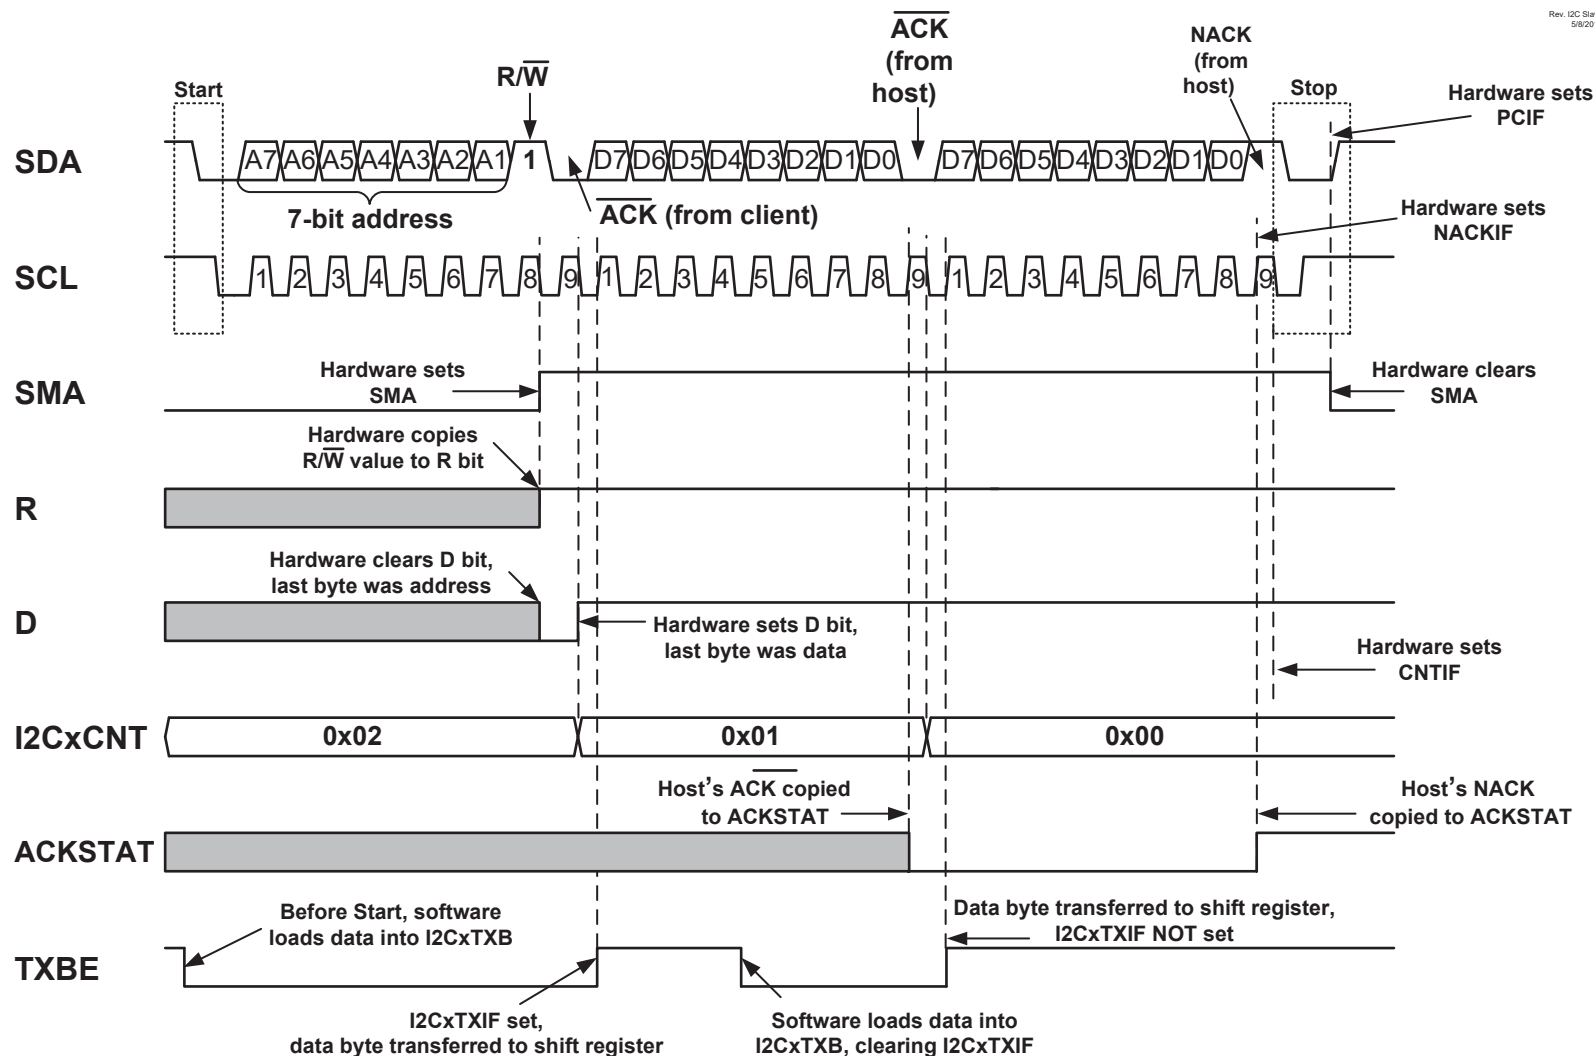 Rev. I2C
5/8/20
ACK
(from
host)
NACK
(from
host)
R/W
Start
Stop
Hardware sets
PCIF
SDA
A7 A6 A5 A4 A3 A2 A1 1 D7 D6 D5 D4 D3 D2 D1 D0 D7 D6 D5 D4 D3 D2 D1 D0
7-bit address
ACK (from client)
Hardware sets
NACKIF
SCL
1 2 3 4 5 6 7 8 9 1 2 3 4 5 6 7 8 9 1 2 3 4 5 6 7 8 9
SMA
Hardware sets
SMA
Hardware clears
SMA
Hardware copies
R/W value to R bit
R
Hardware clears D bit,
last byte was address
D
Hardware sets D bit,
last byte was data
Hardware sets
CNTIF
I2CxCNT
0x02 0x01 0x00
Host's ACK copied
to ACKSTAT
Host's NACK
copied to ACKSTAT
ACKSTAT
Before Start, software
loads data into I2CxTXB
Data byte transferred to shift register,
I2CxTXIF NOT set
TXBE
I2CxTXIF set,
data byte transferred to shift register
Software loads data into
I2CxTXB, clearing I2CxTXIF